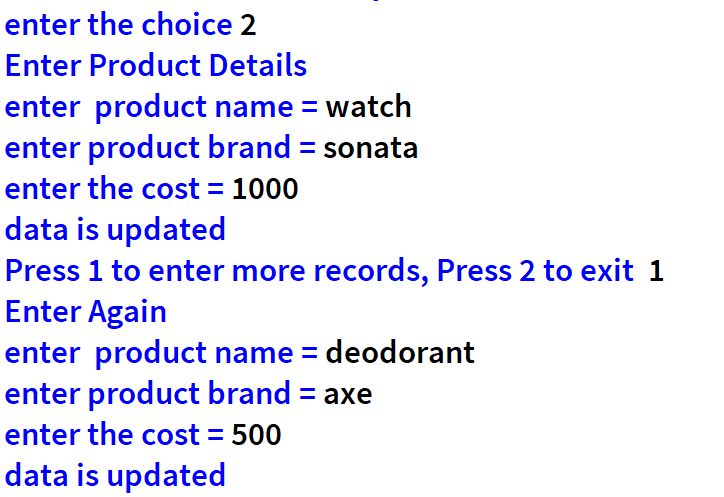 enter the choice 2
Enter Product Details
enter  product name = watch
enter product brand = sonata
enter the cost = 1000
data is updated
Press 1 to enter more records, Press 2 to exit  1
Enter Again
enter  product name = deodorant
enter product brand = axe
enter the cost = 500
data is updated